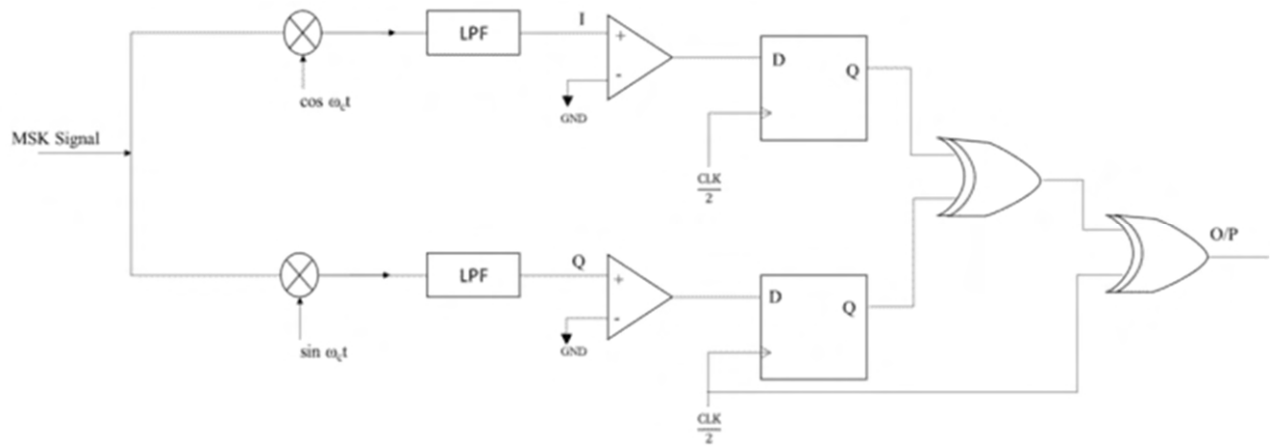 I
LPF
+
D
Q
-
cos ω_ct
GND
MSK Signal
CLK
2
O/P
Q
LPF
+
D
Q
-
GND
sin ω_ct
CLK
2